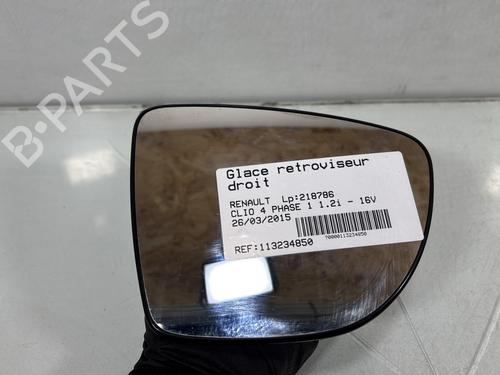 B-PARTS
Glace retroviseur
droit
RENAULT Lp:218786
CLIO 4 PHASE 1 1.2i - 16V
26/03/2015
70000113234850
REF:113234850